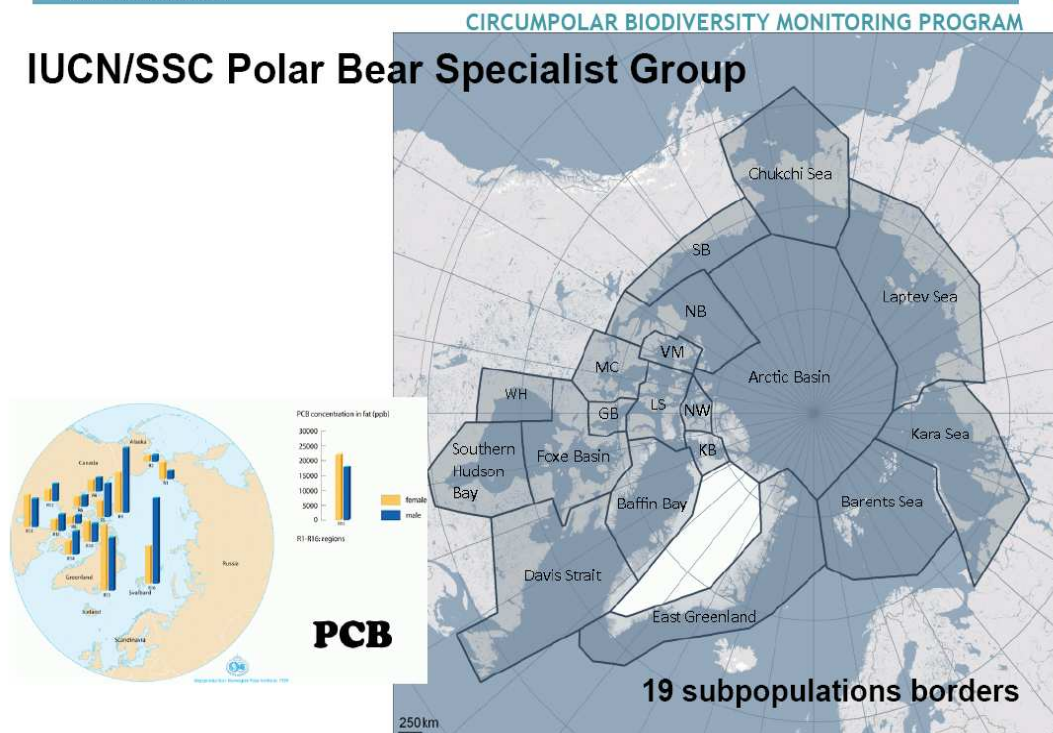 CIRCUMPOLAR BIODIVERSITY MONITORING PROGRAM
IUCN/SSC Polar Bear Specialist Group
Chukchi Sea
SB
Laptev Sea
NB
VM
MC
Arctic Basin
WH
GB
LS
NW
Kara Sea
KB
Southern
Hudson
Bay
Foxe Basin
Baffin Bay
Barents Sea
Davis Strait
East Greenland
19 subpopulations borders
250km
PCB concentration in fat (ppb)
30000
25000
20000
15000
10000
5000
0
female
male
R1-R16: regions
PCB
Alaska
Canada
Russia
Greenland
Svalbard
Iceland
Scandinavia